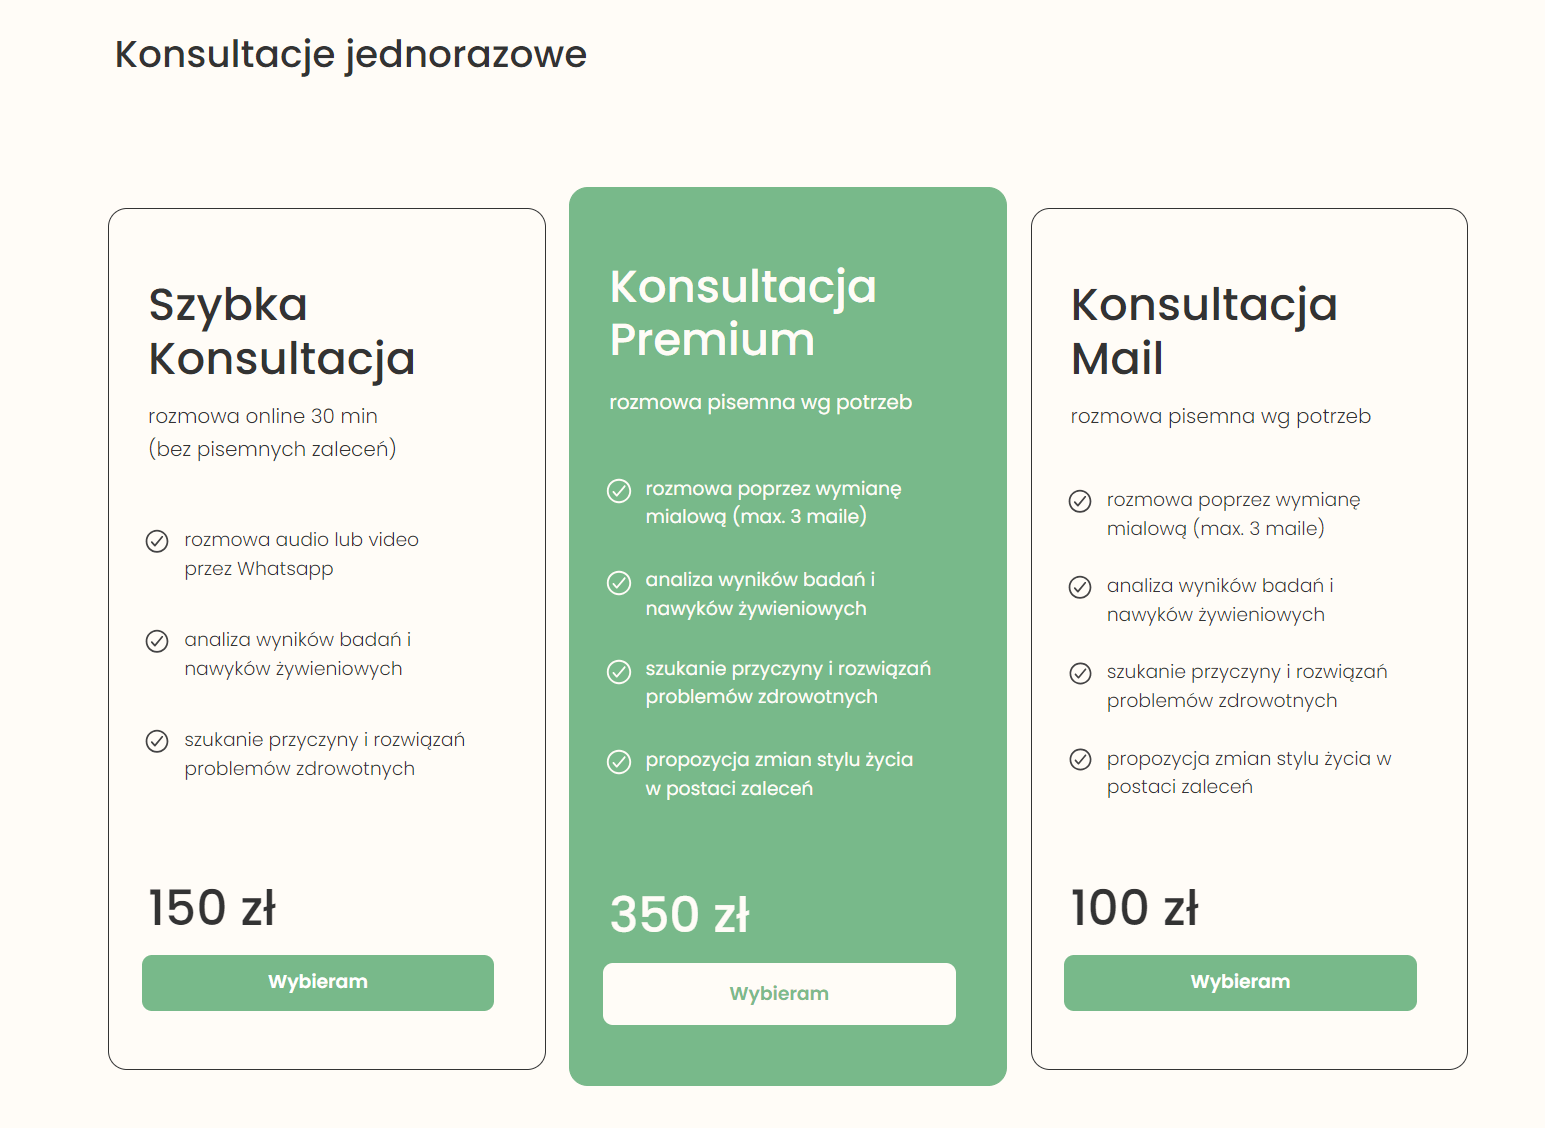 Konsultacje jednorazowe
Szybka
Konsultacja
rozmowa online 30 min
(bez pisemnych zaleceń)
rozmowa audio lub video
przez Whatsapp
analiza wyników badań i
nawyków żywieniowych
szukanie przyczyny i rozwiązań
problemów zdrowotnych
150 zł
Wybieram
Konsultacja
Premium
rozmowa pisemna wg potrzeb
rozmowa poprzez wymianę
mialową (max. 3 maile)
analiza wyników badań i
nawyków żywieniowych
szukanie przyczyny i rozwiązań
problemów zdrowotnych
propozycja zmian stylu życia
w postaci zaleceń
350 zł
Wybieram
Konsultacja
Mail
rozmowa pisemna wg potrzeb
rozmowa poprzez wymianę
mialową (max. 3 maile)
analiza wyników badań i
nawyków żywieniowych
szukanie przyczyny i rozwiązań
problemów zdrowotnych
propozycja zmian stylu życia w
postaci zaleceń
100 zł
Wybieram